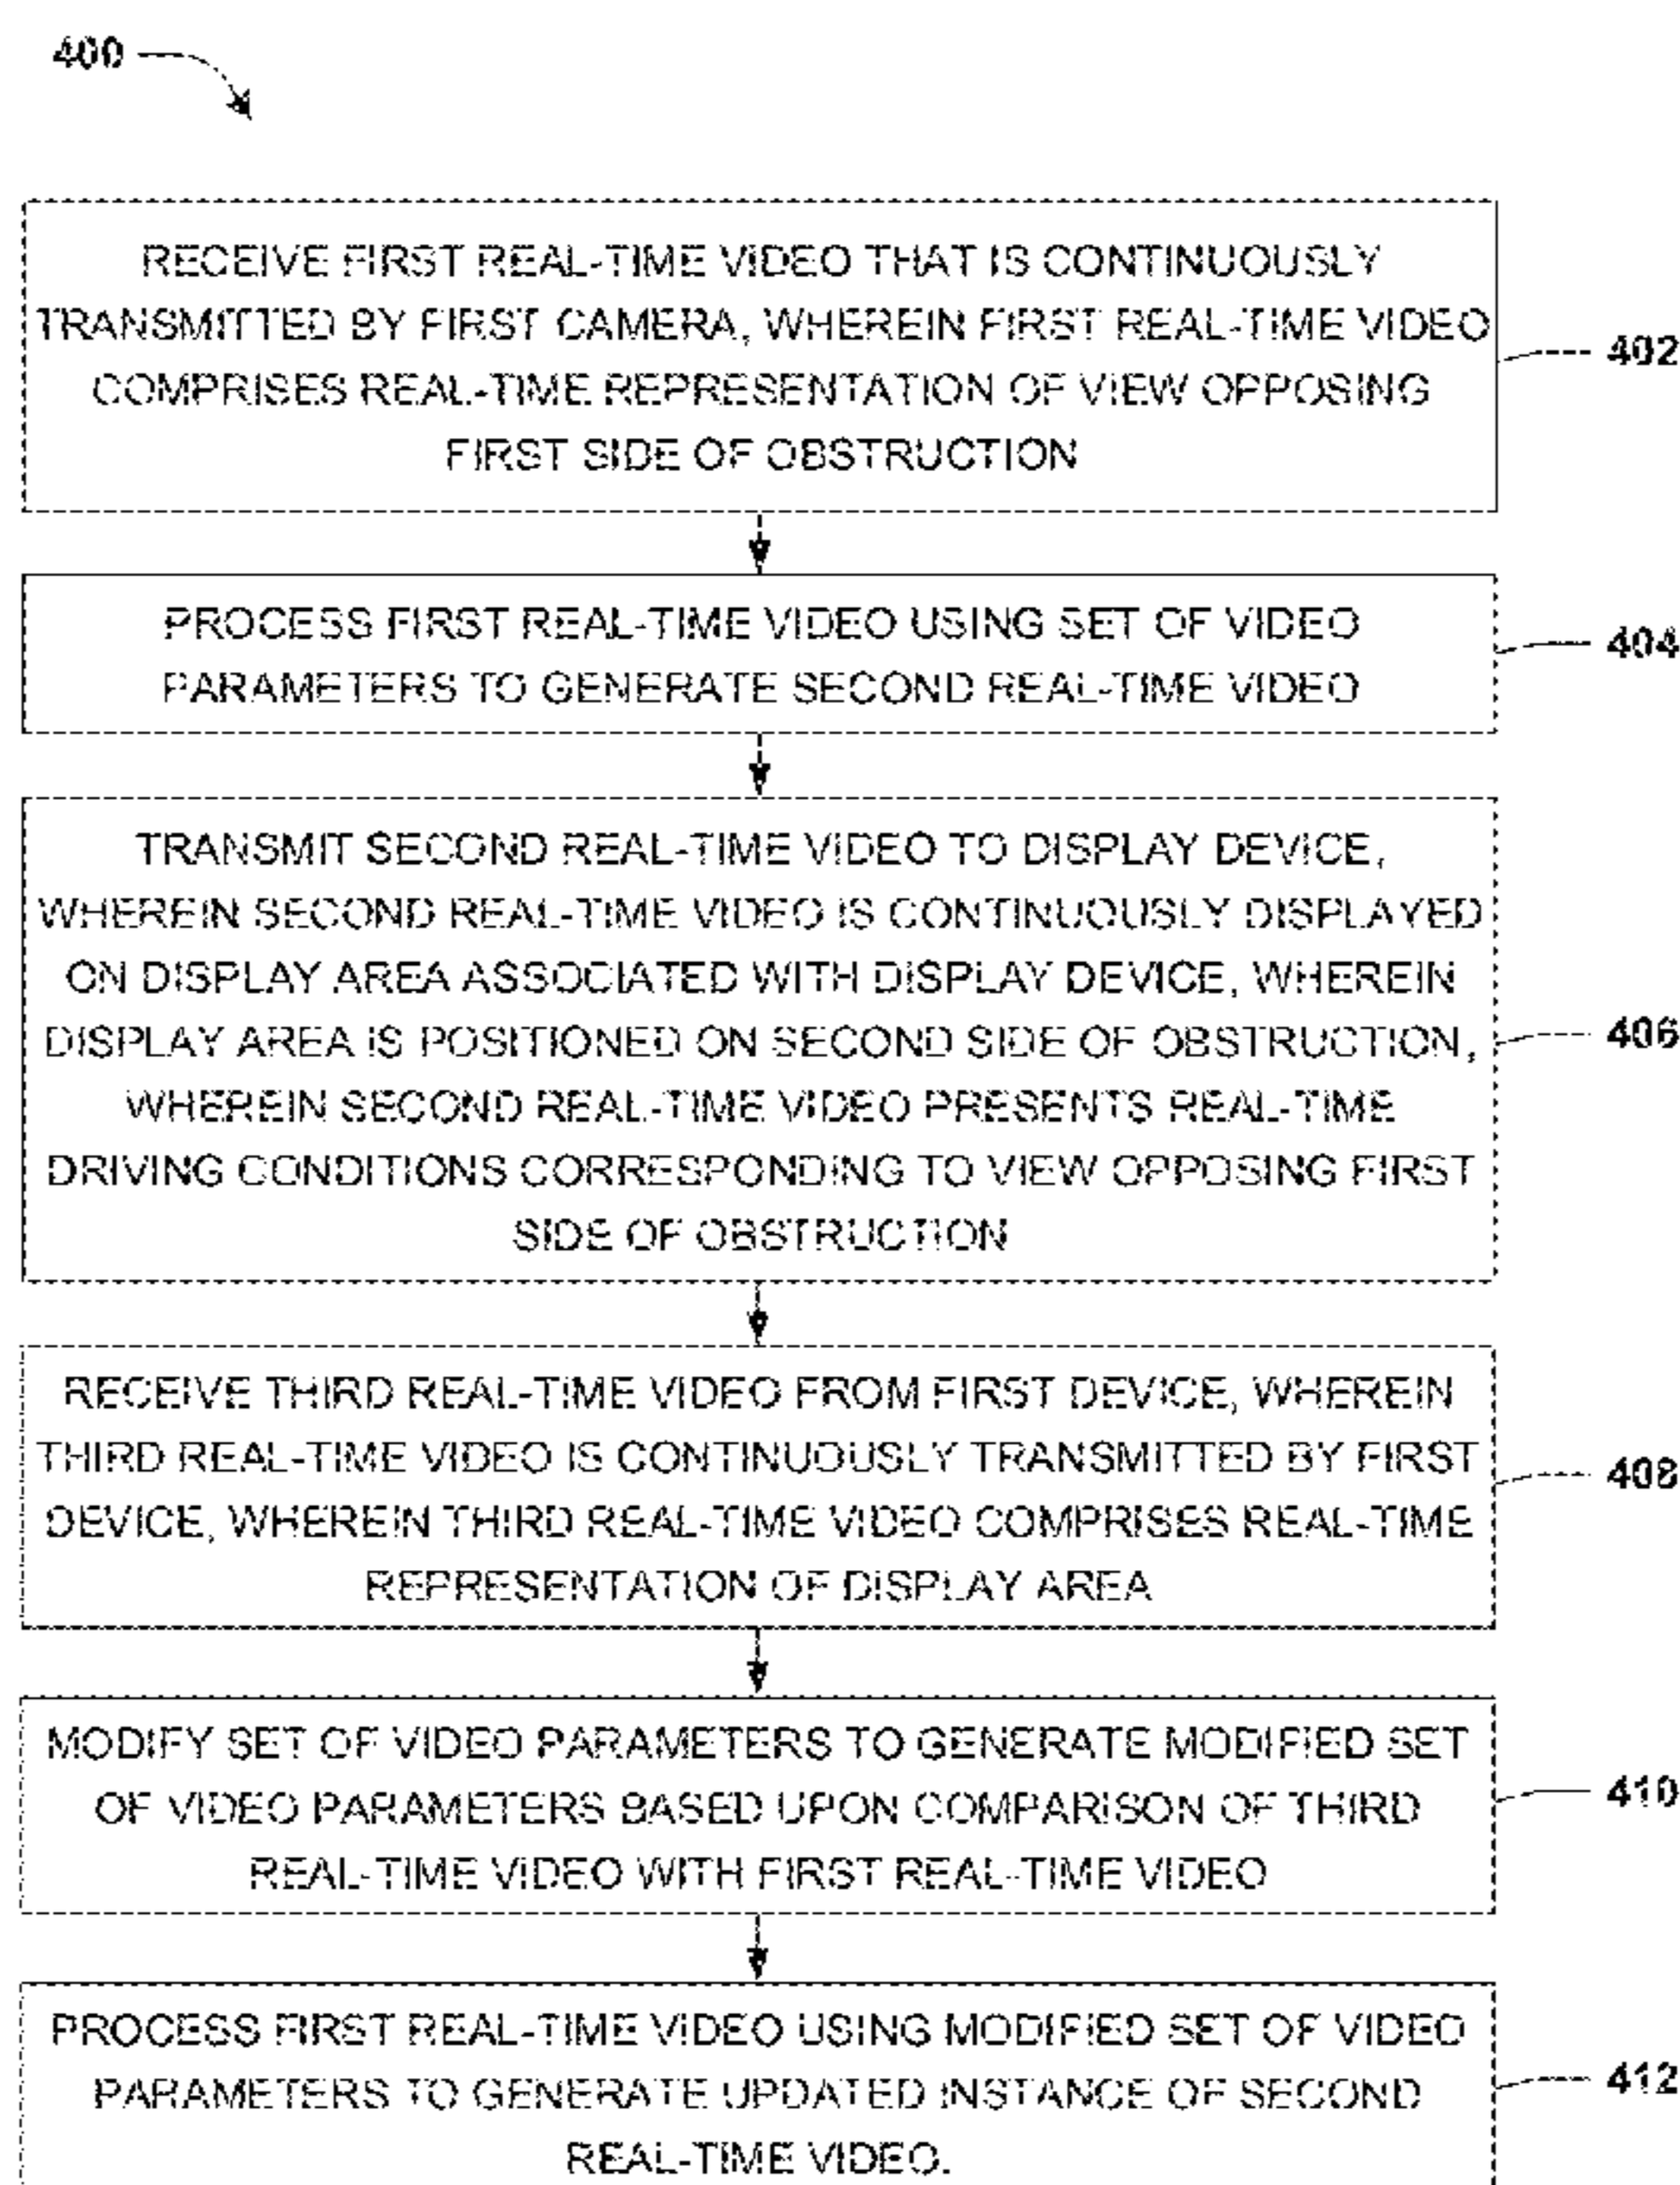 400
RECEIVE FIRST REAL-TIME VIDEO THAT IS CONTINUOUSLY
TRANSMITTED BY FIRST CAMERA, WHEREIN FIRST REAL-TIME VIDEO
COMPRISES REAL-TIME REPRESENTATION OF VIEW OPPOSING
FIRST SIDE OF OBSTRUCTION
402
PROCESS FIRST REAL-TIME VIDEO USING SET OF VIDEO
PARAMETERS TO GENERATE SECOND REAL-TIME VIDEO
404
TRANSMIT SECOND REAL-TIME VIDEO TO DISPLAY DEVICE,
WHEREIN SECOND REAL-TIME VIDEO IS CONTINUOUSLY DISPLAYED
ON DISPLAY AREA ASSOCIATED WITH DISPLAY DEVICE, WHEREIN
DISPLAY AREA IS POSITIONED ON SECOND SIDE OF OBSTRUCTION,
WHEREIN SECOND REAL-TIME VIDEO PRESENTS REAL-TIME
DRIVING CONDITIONS CORRESPONDING TO VIEW OPPOSING FIRST
SIDE OF OBSTRUCTION
406
RECEIVE THIRD REAL-TIME VIDEO FROM FIRST DEVICE, WHEREIN
THIRD REAL-TIME VIDEO IS CONTINUOUSLY TRANSMITTED BY FIRST
DEVICE, WHEREIN THIRD REAL-TIME VIDEO COMPRISES REAL-TIME
REPRESENTATION OF DISPLAY AREA
408
MODIFY SET OF VIDEO PARAMETERS TO GENERATE MODIFIED SET
OF VIDEO PARAMETERS BASED UPON COMPARISON OF THIRD
REAL-TIME VIDEO WITH FIRST REAL-TIME VIDEO
410
PROCESS FIRST REAL-TIME VIDEO USING MODIFIED SET OF VIDEO
PARAMETERS TO GENERATE UPDATED INSTANCE OF SECOND
REAL-TIME VIDEO.
412